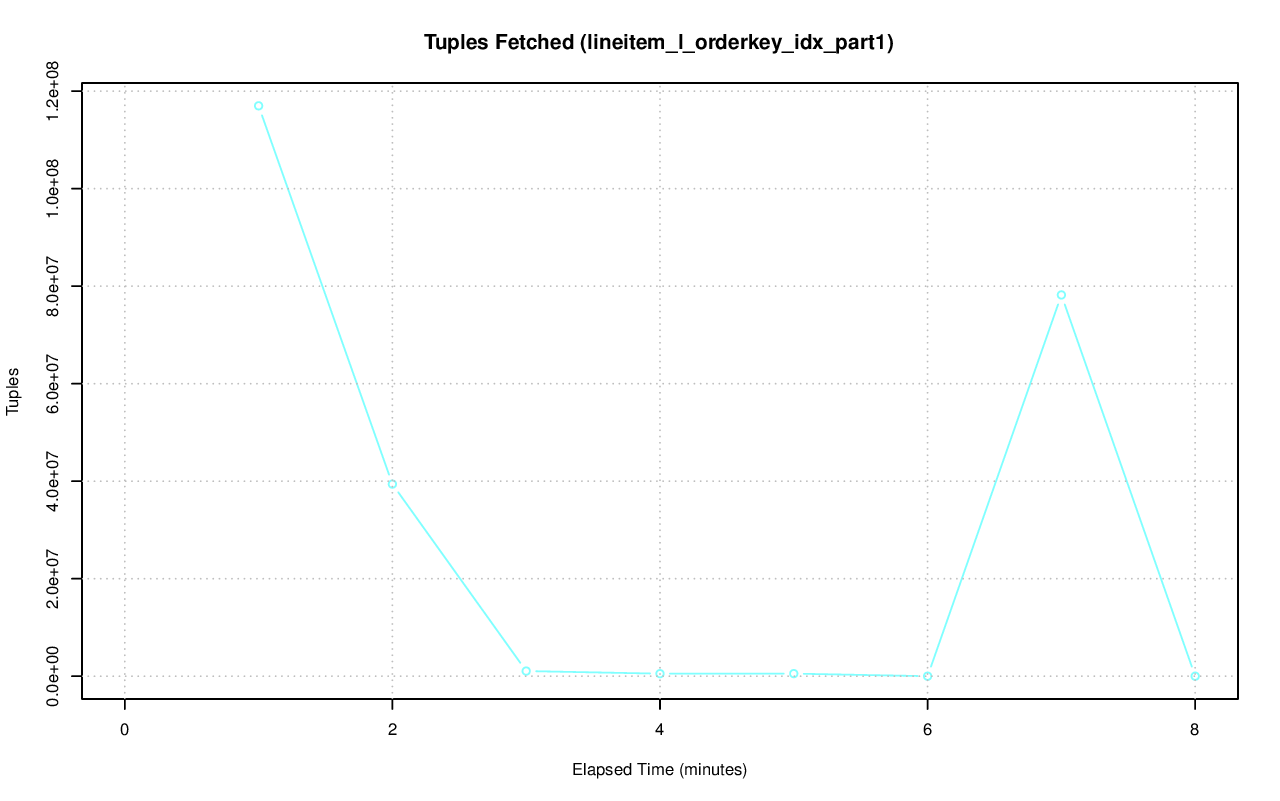 Tuples Fetched (lineitem_l_orderkey_idx_part1)
Tuples
1.2e+08
1.0e+08
8.0e+07
6.0e+07
4.0e+07
2.0e+07
0.0e+00
0 2 4 6 8
Elapsed Time (minutes)